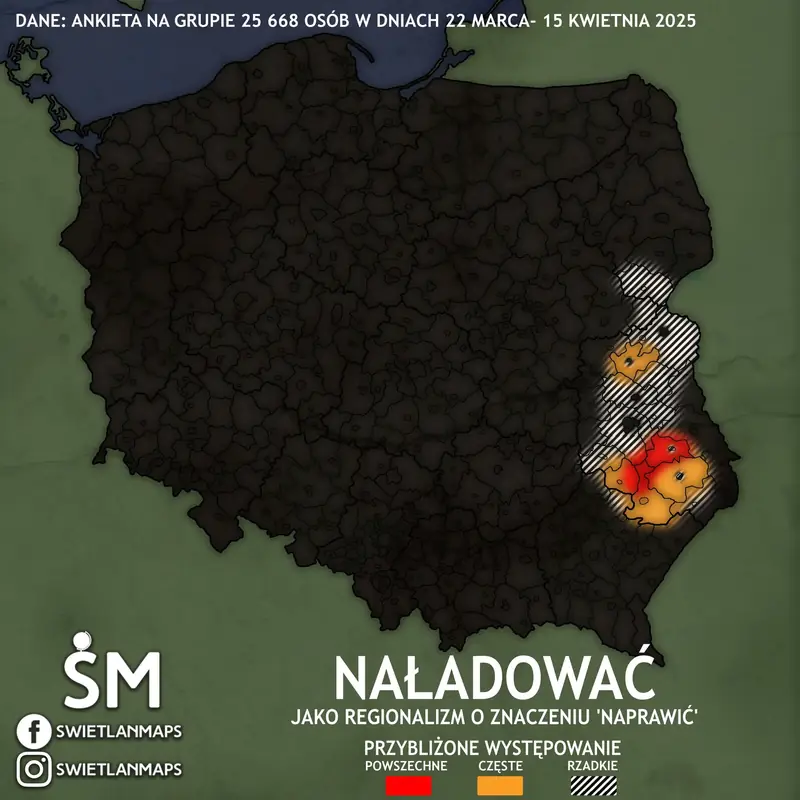 DANE: ANKIETA NA GRUPIE 25 668 OSÓB W DNIACH 22 MARCA- 15 KWIETNIA 2025
ŚM
SWIETLANMAPS
SWIETLANMAPS
NAŁADOWAĆ
JAKO REGIONALIZM O ZNACZENIU 'NAPRAWIĆ'
PRZYBLIŻONE WYSTĘPOWANIE
POWSZECHNE CZĘSTE RZADKIE